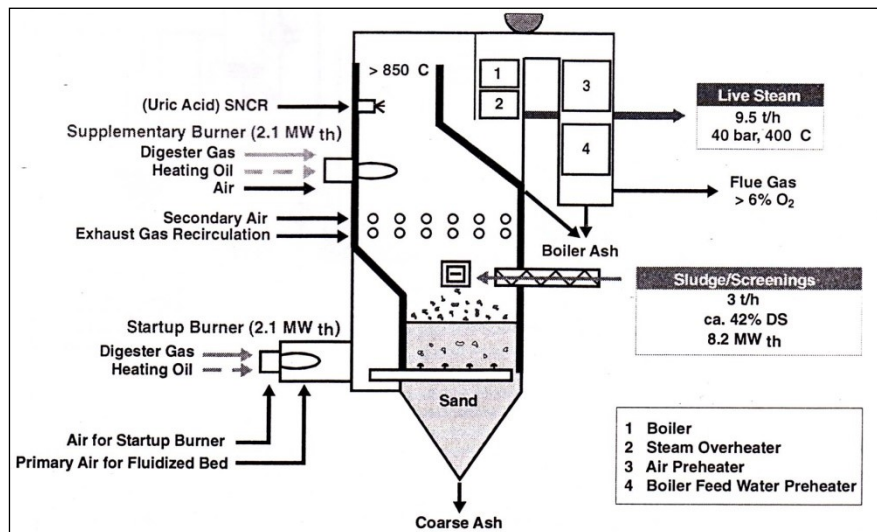 > 850 C
(Uric Acid) SNCR
Supplementary Burner (2.1 MW th)
Digester Gas
Heating Oil
Air
Secondary Air
Exhaust Gas Recirculation
Startup Burner (2.1 MW th)
Digester Gas
Heating Oil
Air for Startup Burner
Primary Air for Fluidized Bed
1
2
3
4
Live Steam
9.5 t/h
40 bar, 400 C
Flue Gas
> 6% O2
Boiler Ash
Sludge/Screenings
3 t/h
ca. 42% DS
8.2 MW th
Sand
Coarse Ash
1 Boiler
2 Steam Overheater
3 Air Preheater
4 Boiler Feed Water Preheater